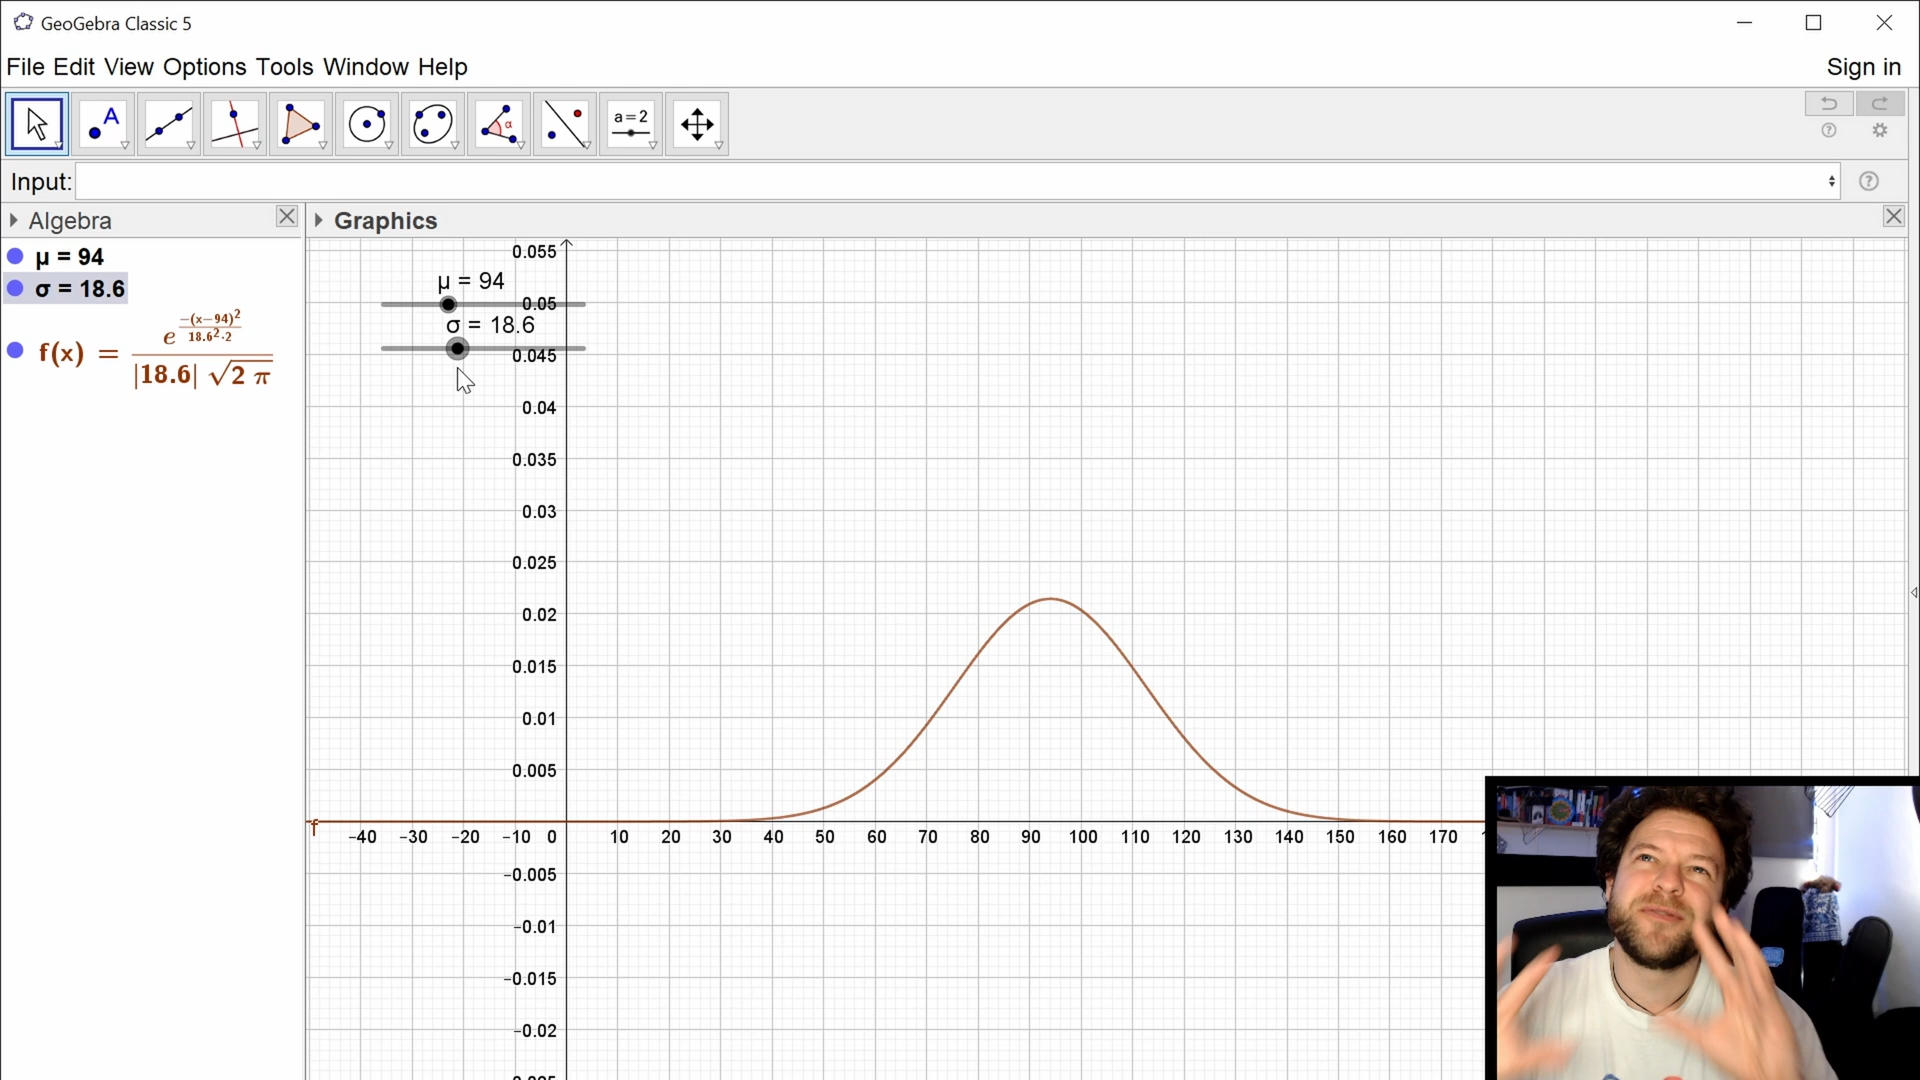 GeoGebra Classic 5
File Edit View Options Tools Window Help
Sign in
A
α
a=2
Input:
Algebra
Graphics
μ = 94
σ = 18.6
f(x) = e^(-(x-94)²/(18.6²·2)) / (|18.6| √(2 π))
μ = 94
σ = 18.6
0.055
0.05
0.045
0.04
0.035
0.03
0.025
0.02
0.015
0.01
0.005
f
-40 -30 -20 -10 0 10 20 30 40 50 60 70 80 90 100 110 120 130 140 150 160 170
-0.005
-0.01
-0.015
-0.02